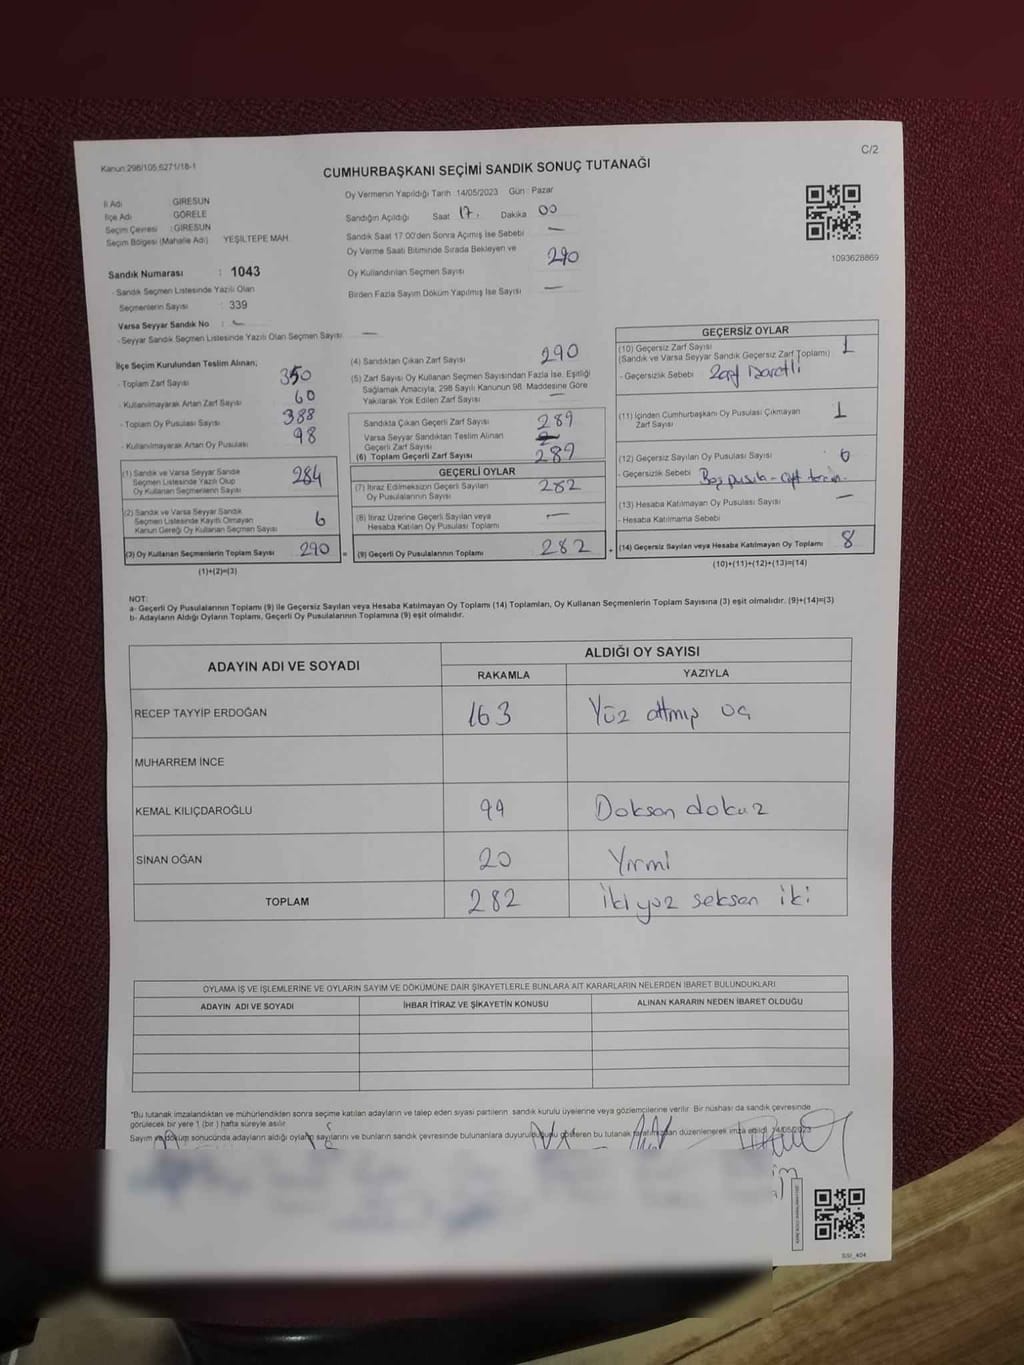 Kanun:298/105,6271/18-1
C/2
CUMHURBAŞKANI SEÇİMİ SANDIK SONUÇ TUTANAĞI
İl Adı GİRESUN
İlçe Adı GÖRELE
Seçim Çevresi : GİRESUN
Seçim Bölgesi (Mahalle Adı) YEŞİLTEPE MAH.
Sandık Numarası : 1043
- Sandık Seçmen Listesinde Yazılı Olan
Seçmenlerin Sayısı : 339
Varsa Seyyar Sandık No : -
- Seyyar Sandık Seçmen Listesinde Yazılı Olan Seçmen Sayısı : —
Oy Vermenin Yapıldığı Tarih 14/05/2023 Gün : Pazar
Sandığın Açıldığı Saat 17. Dakika 00
Sandık Saat 17.00'den Sonra Açılmış İse Sebebi —
Oy Verme Saati Bitiminde Sırada Bekleyen ve
Oy Kullandırılan Seçmen Sayısı 290
Birden Fazla Sayım Döküm Yapılmış İse Sayısı —
1093628869
İlçe Seçim Kurulundan Teslim Alınan;
- Toplam Zarf Sayısı 350
- Kullanılmayarak Artan Zarf Sayısı 60
- Toplam Oy Pusulası Sayısı 388
- Kullanılmayarak Artan Oy Pusulası 98
(1) Sandık ve Varsa Seyyar Sandık
Seçmen Listesinde Yazılı Olup
Oy Kullanan Seçmenlerin Sayısı 284
(2) Sandık ve Varsa Seyyar Sandık
Seçmen Listesinde Kayıtlı Olmayan
Kanun Gereği Oy Kullanan Seçmen Sayısı 6
(3) Oy Kullanan Seçmenlerin Toplam Sayısı 290 =
(1)+(2)=(3)
(4) Sandıktan Çıkan Zarf Sayısı 290
(5) Zarf Sayısı Oy Kullanan Seçmen Sayısından Fazla İse, Eşitliği
Sağlamak Amacıyla, 298 Sayılı Kanunun 98. Maddesine Göre
Yakılarak Yok Edilen Zarf Sayısı —
Sandıkta Çıkan Geçerli Zarf Sayısı 289
Varsa Seyyar Sandıktan Teslim Alınan
Geçerli Zarf Sayısı
(6) Toplam Geçerli Zarf Sayısı 289
GEÇERLİ OYLAR
(7) İtiraz Edilmeksizin Geçerli Sayılan
Oy Pusulalarının Sayısı 282
(8) İtiraz Üzerine Geçerli Sayılan veya
Hesaba Katılan Oy Pusulası Toplamı —
(9) Geçerli Oy Pusulalarının Toplamı 282 +
GEÇERSİZ OYLAR
(10) Geçersiz Zarf Sayısı
(Sandık ve Varsa Seyyar Sandık Geçersiz Zarf Toplamı) 1
- Geçersizlik Sebebi Zarf İşaretli
(11) İçinden Cumhurbaşkanı Oy Pusulası Çıkmayan
Zarf Sayısı 1
(12) Geçersiz Sayılan Oy Pusulası Sayısı 6
- Geçersizlik Sebebi Boş pusula - çift
(13) Hesaba Katılmayan Oy Pusulası Sayısı —
- Hesaba Katılmama Sebebi
(14) Geçersiz Sayılan veya Hesaba Katılmayan Oy Toplamı 8
(10)+(11)+(12)+(13)=(14)
NOT:
a- Geçerli Oy Pusulalarının Toplamı (9) ile Geçersiz Sayılan veya Hesaba Katılmayan Oy Toplamı (14) Toplamları, Oy Kullanan Seçmenlerin Toplam Sayısına (3) eşit olmalıdır. (9)+(14)=(3)
b- Adayların Aldığı Oyların Toplamı, Geçerli Oy Pusulalarının Toplamına (9) eşit olmalıdır.
ADAYIN ADI VE SOYADI
ALDIĞI OY SAYISI
RAKAMLA YAZIYLA
RECEP TAYYİP ERDOĞAN 163 Yüz altmış üç
MUHARREM İNCE
KEMAL KILIÇDAROĞLU 99 Doksan dokuz
SİNAN OĞAN 20 Yirmi
TOPLAM 282 İki yüz seksen iki
OYLAMA İŞ VE İŞLEMLERİNE VE OYLARIN SAYIM VE DÖKÜMÜNE DAİR ŞİKAYETLERLE BUNLARA AİT KARARLARIN NELERDEN İBARET BULUNDUKLARI
ADAYIN ADI VE SOYADI İHBAR İTİRAZ VE ŞİKAYETİN KONUSU ALINAN KARARIN NEDEN İBARET OLDUĞU
*Bu tutanak imzalandıktan ve mühürlendikten sonra seçime katılan adayların ve talep eden siyasi partilerin sandık kurulu üyelerine veya gözlemcilerine verilir. Bir nüshası da sandık çevresinde
görülecek bir yere 1 (bir) hafta süreyle asılır.
Sayım ve döküm sonucunda adayların aldığı oyların sayılarını ve bunların sandık çevresinde bulunanlara duyurulduğunu gösteren bu tutanak tarafımızdan düzenlenerek imza edildi. 14/05/2023
SSİ_404